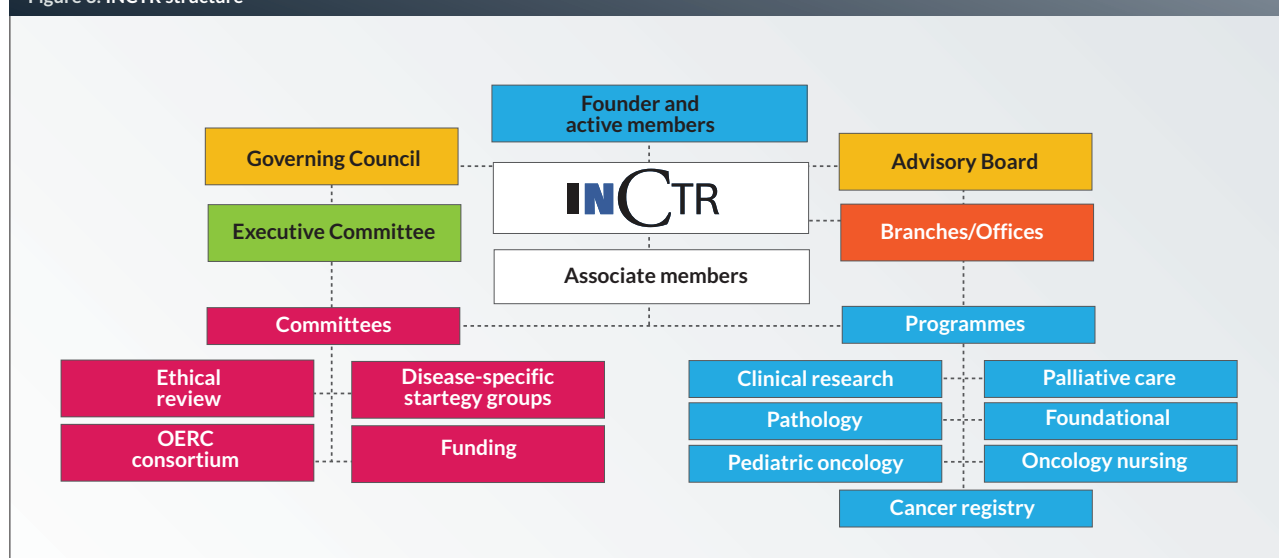 INCTR structure
Founder and
active members
Governing Council
Advisory Board
INCTR
Executive Committee
Branches/Offices
Associate members
Committees
Programmes
Ethical
review
Disease-specific
startegy groups
OERC
consortium
Funding
Clinical research
Palliative care
Pathology
Foundational
Pediatric oncology
Oncology nursing
Cancer registry